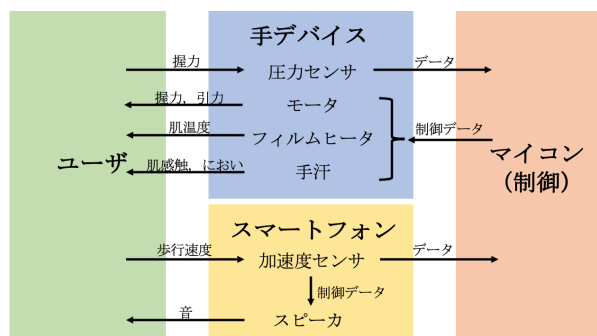 手デバイス
握力
圧力センサ
データ
握力，引力
モータ
肌温度
フィルムヒータ
制御データ
肌感触，におい
手汗
ユーザ
マイコン
（制御）
スマートフォン
歩行速度
加速度センサ
データ
制御データ
音
スピーカ